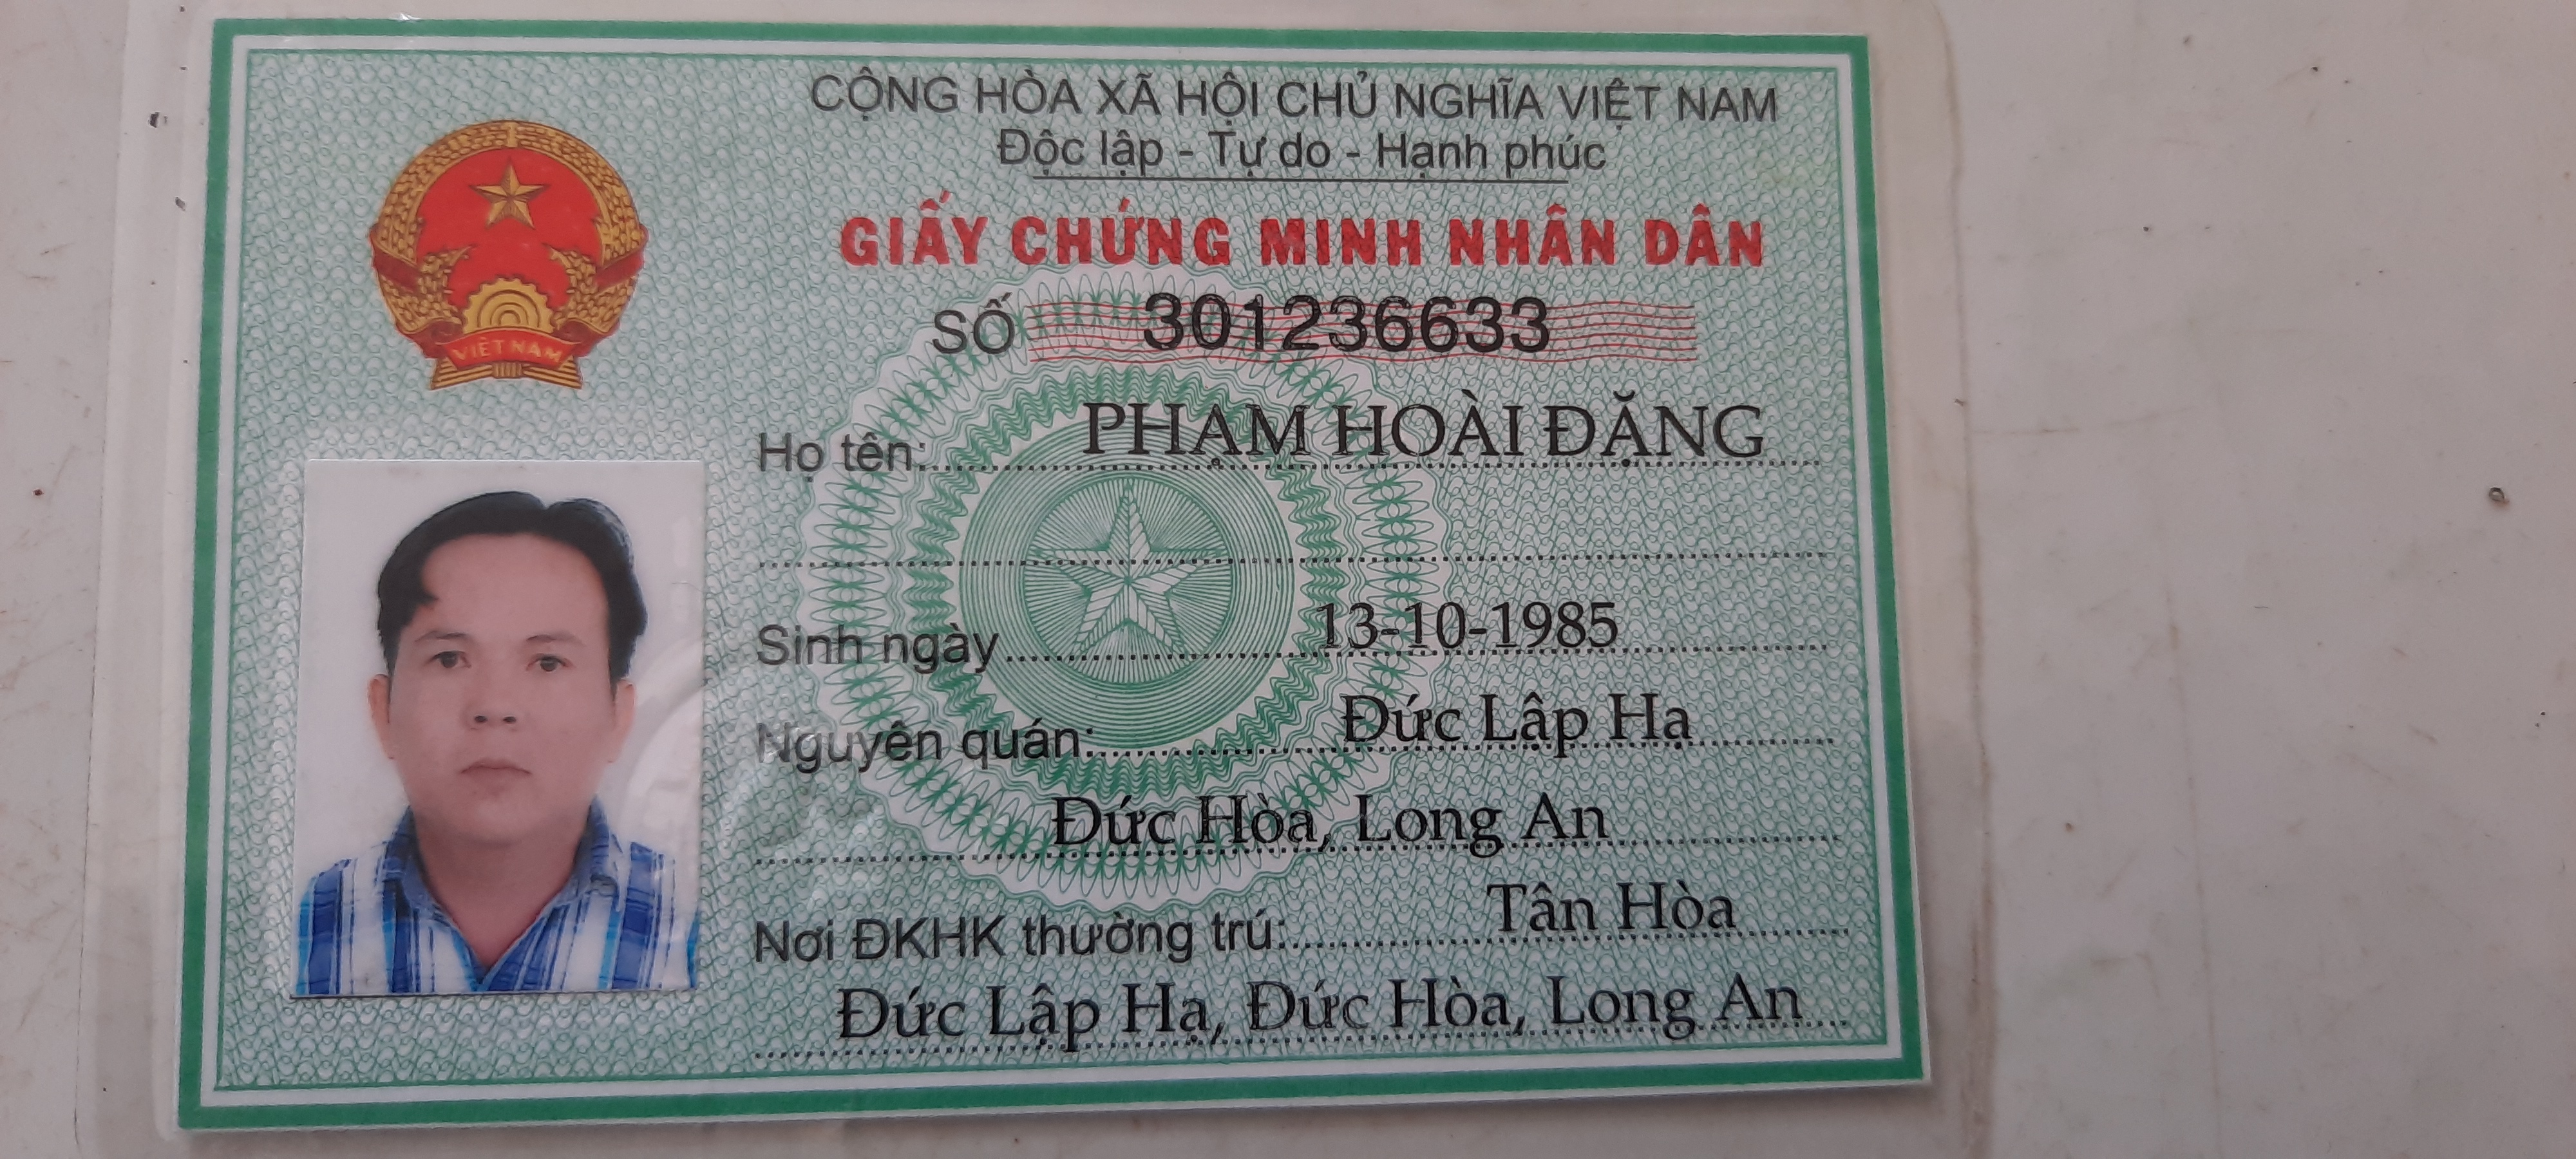 CỘNG HÒA XÃ HỘI CHỦ NGHĨA VIỆT NAM
Độc lập - Tự do - Hạnh phúc
GIẤY CHỨNG MINH NHÂN DÂN
SỐ 301236633
Họ tên: PHẠM HOÀI ĐĂNG
Sinh ngày 13-10-1985
Nguyên quán: Đức Lập Hạ
Đức Hòa, Long An
Nơi ĐKHK thường trú: Tân Hòa
Đức Lập Hạ, Đức Hòa, Long An
VIỆT NAM